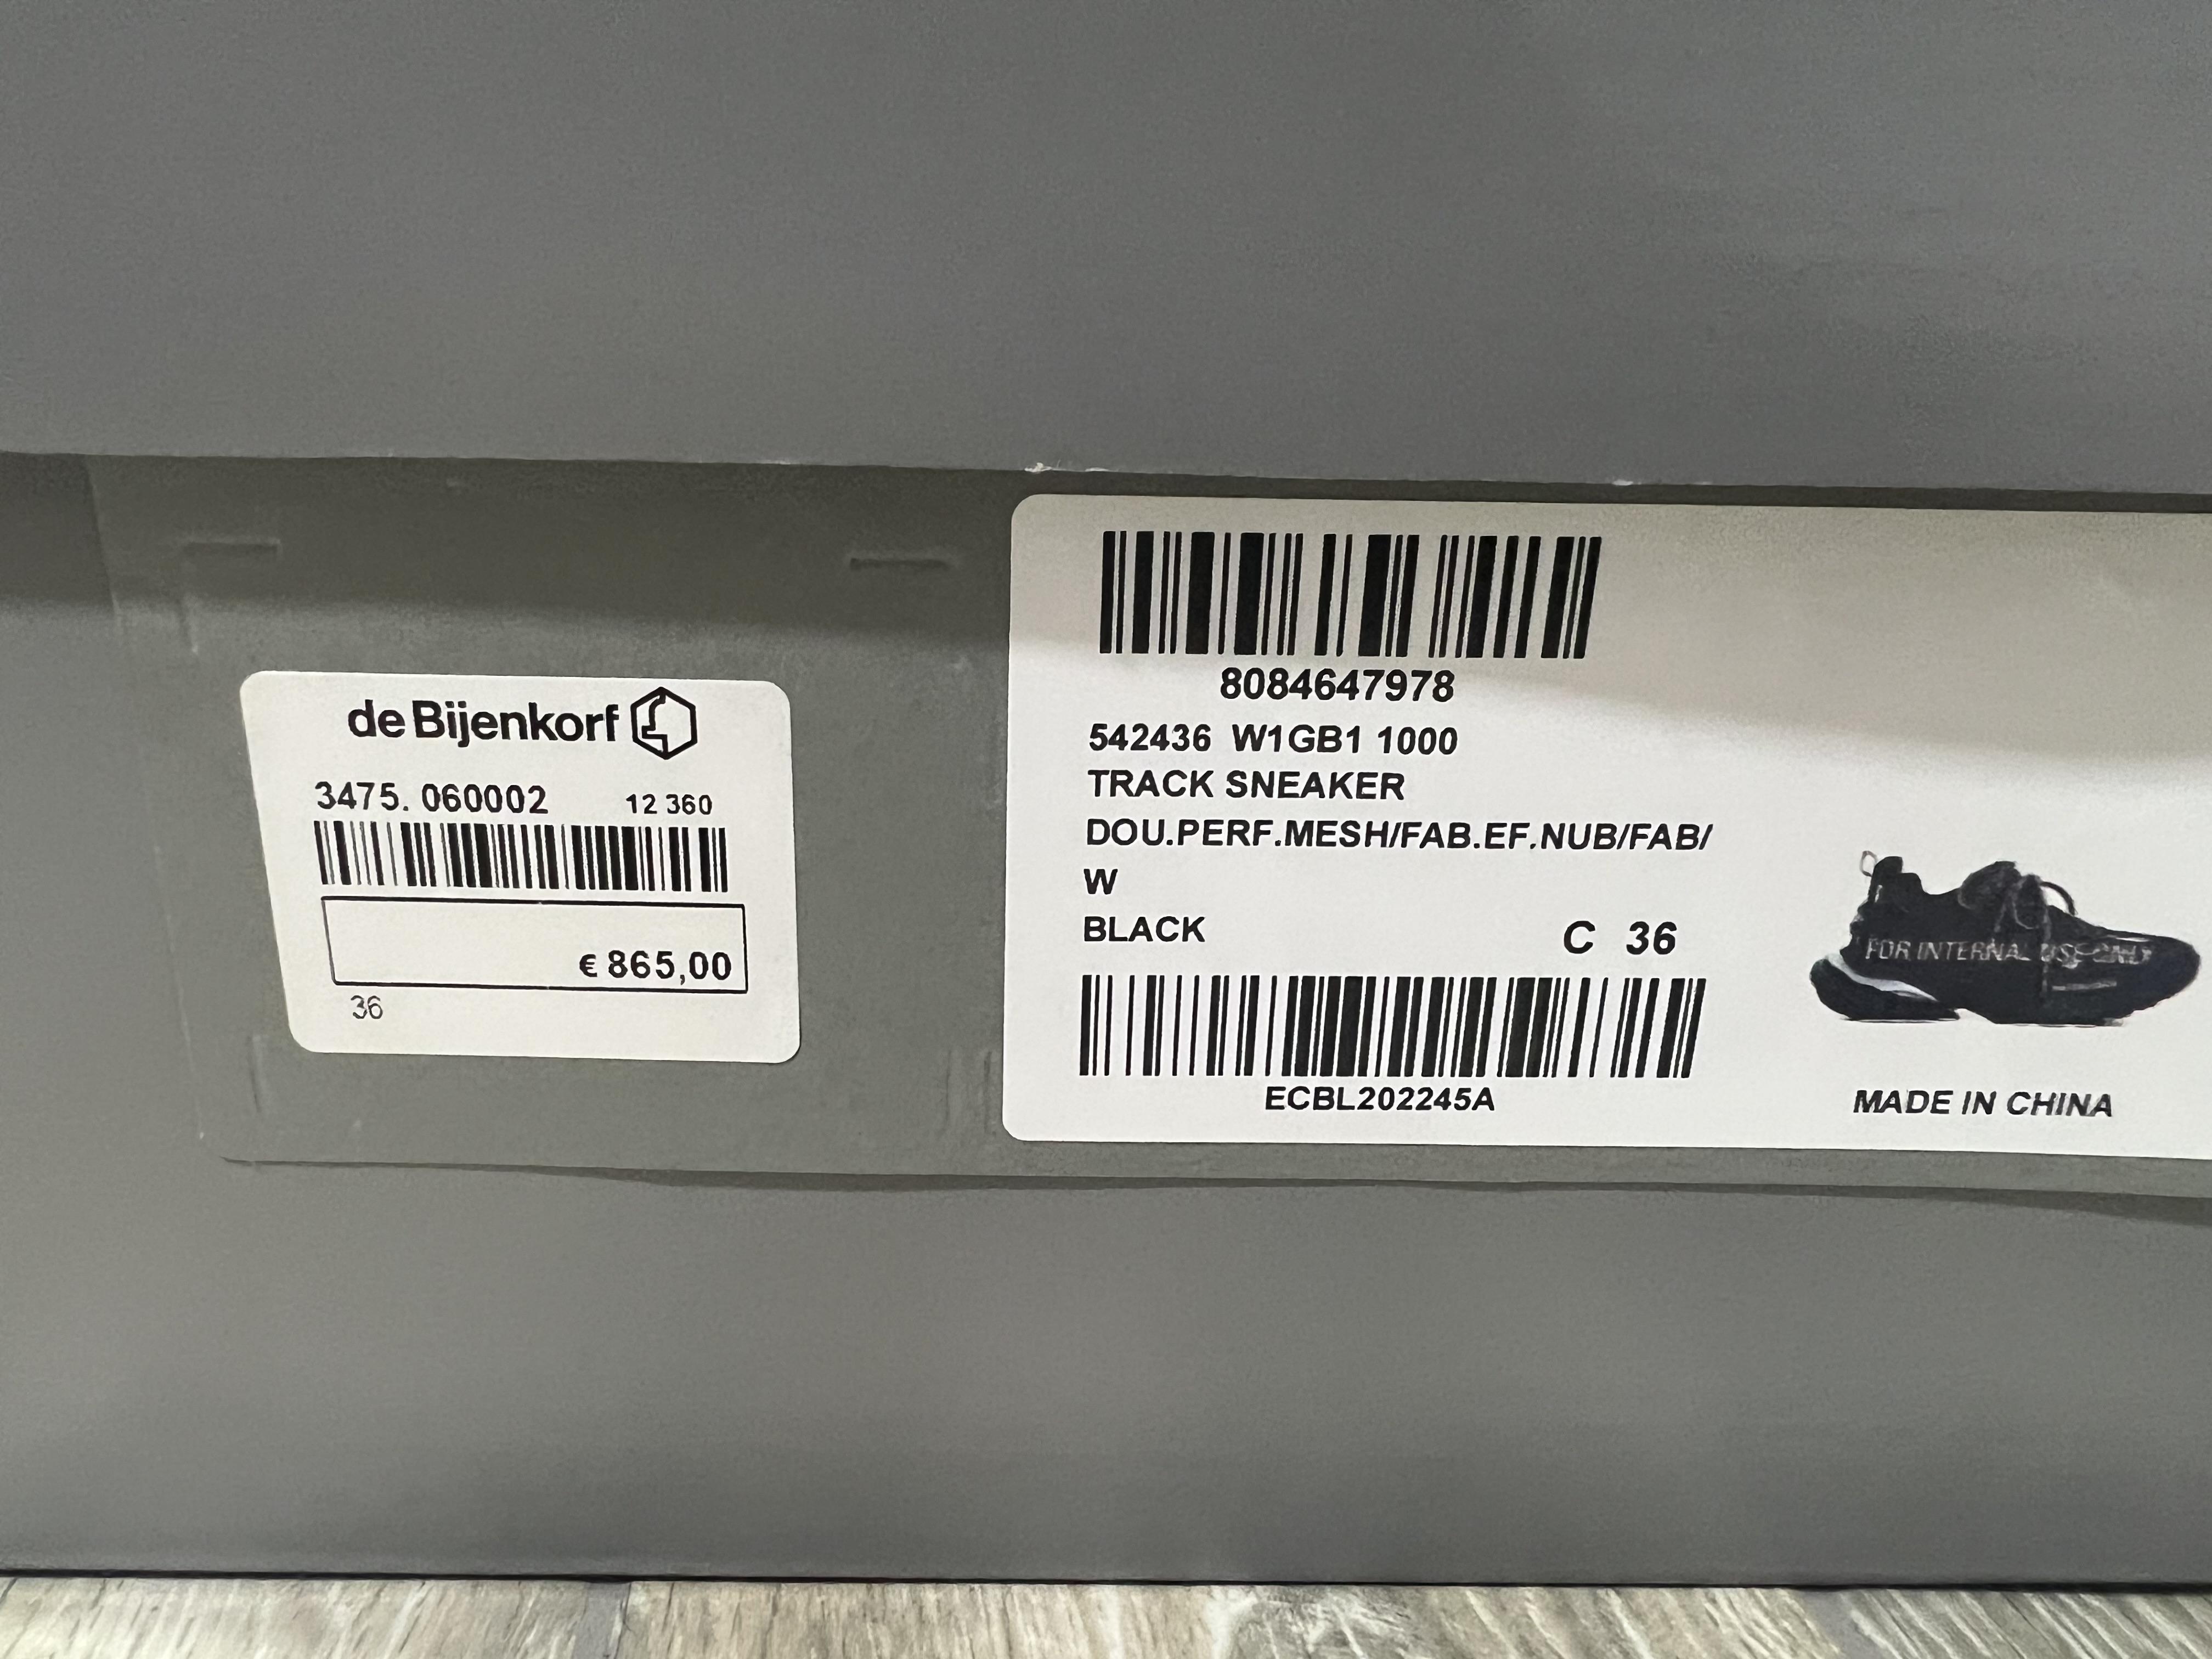 de Bijenkorf
3475. 060002 12 360
€ 865,00
36
8084647978
542436 W1GB1 1000
TRACK SNEAKER
DOU.PERF.MESH/FAB.EF.NUB/FAB/
W
BLACK C 36
ECBL202245A
FOR INTERNAL USE ONLY
MADE IN CHINA